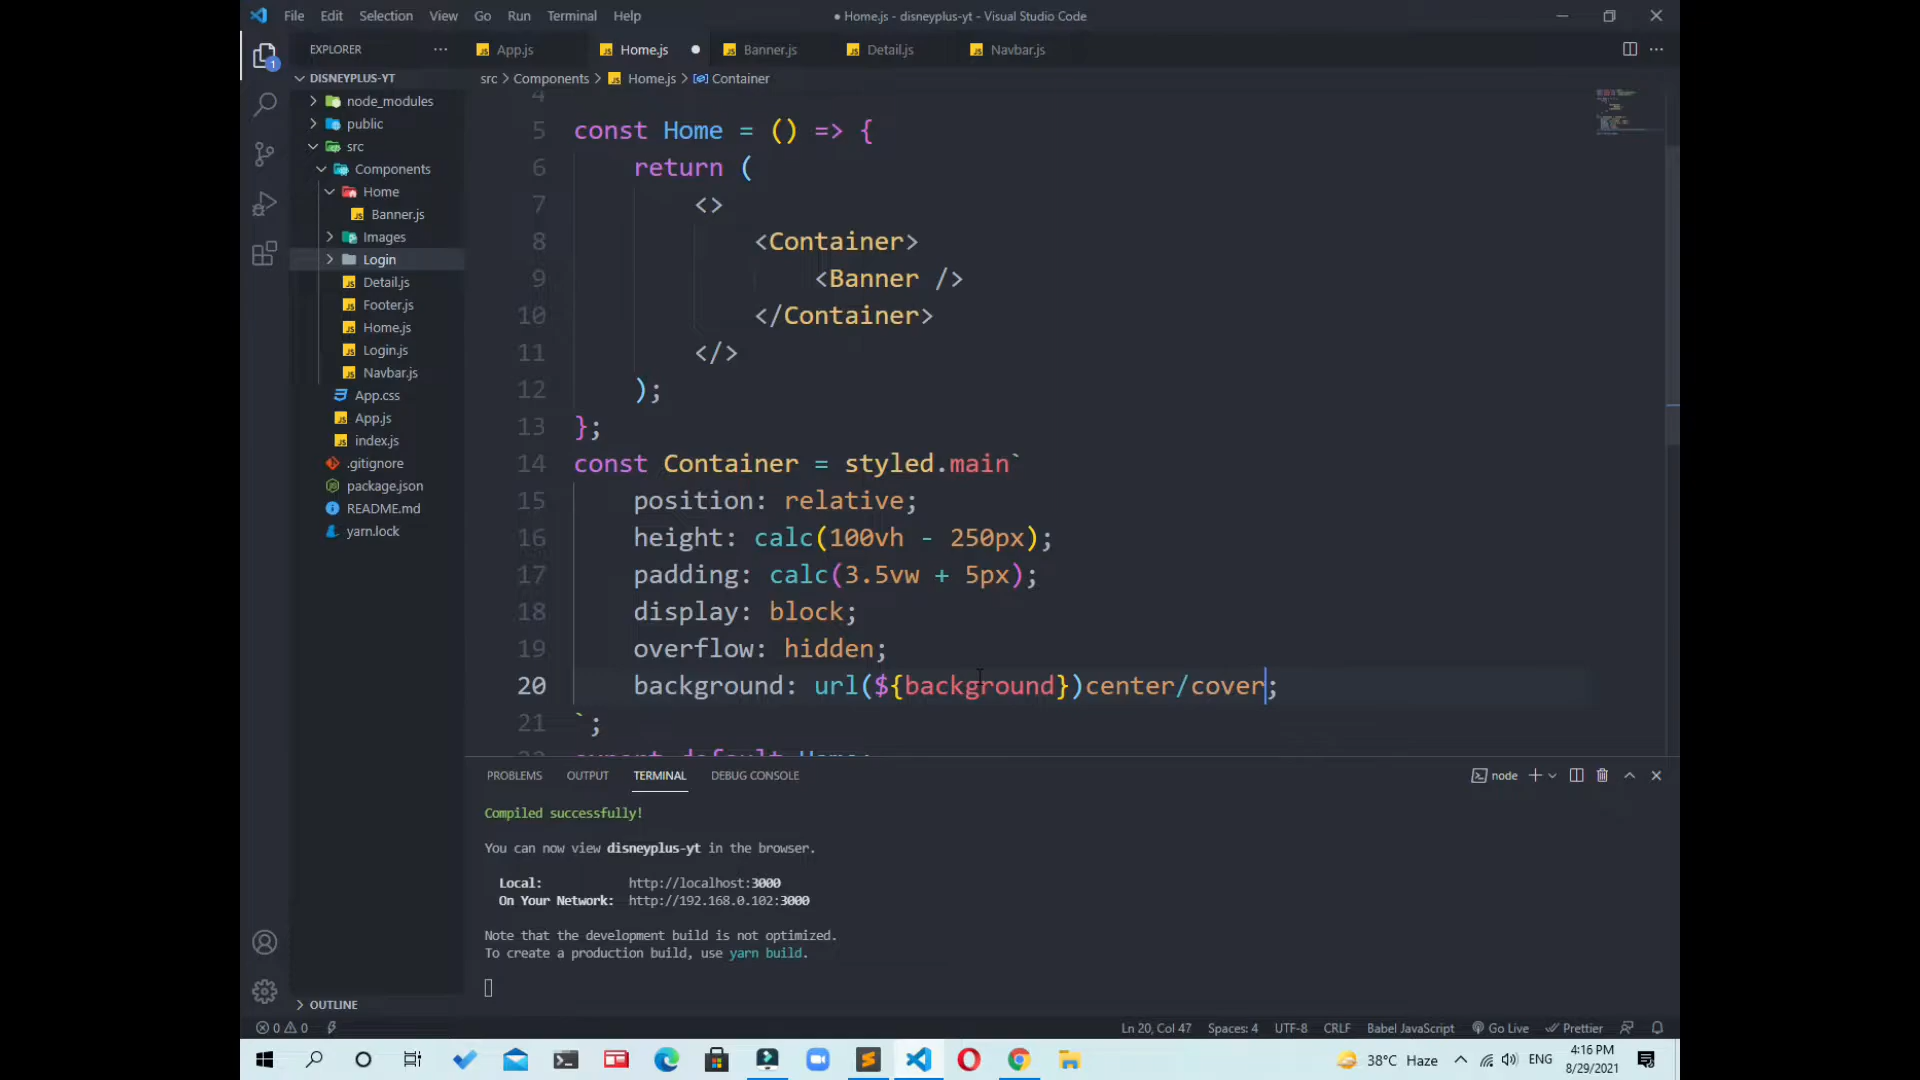 File Edit Selection View Go Run Terminal Help
● Home.js - disneyplus-yt - Visual Studio Code
EXPLORER
1
App.js
Home.js
Banner.js
Detail.js
Navbar.js
src > Components > Home.js > Container
DISNEYPLUS-YT
node_modules
public
src
Components
Home
Banner.js
Images
Login
Detail.js
Footer.js
Home.js
Login.js
Navbar.js
App.css
App.js
index.js
.gitignore
package.json
README.md
yarn.lock
OUTLINE
4
5 const Home = () => {
6 return (
7 <>
8 <Container>
9 <Banner />
10 </Container>
11 </>
12 );
13 };
14 const Container = styled.main`
15 position: relative;
16 height: calc(100vh - 250px);
17 padding: calc(3.5vw + 5px);
18 display: block;
19 overflow: hidden;
20 background: url(${background})center/cover;
21 `;
22 export default Home;
PROBLEMS OUTPUT TERMINAL DEBUG CONSOLE
node
Compiled successfully!
You can now view disneyplus-yt in the browser.
Local: http://localhost:3000
On Your Network: http://192.168.0.102:3000
Note that the development build is not optimized.
To create a production build, use yarn build.
0 0
Ln 20, Col 47 Spaces: 4 UTF-8 CRLF Babel JavaScript Go Live Prettier
38°C Haze ENG
4:16 PM
8/29/2021